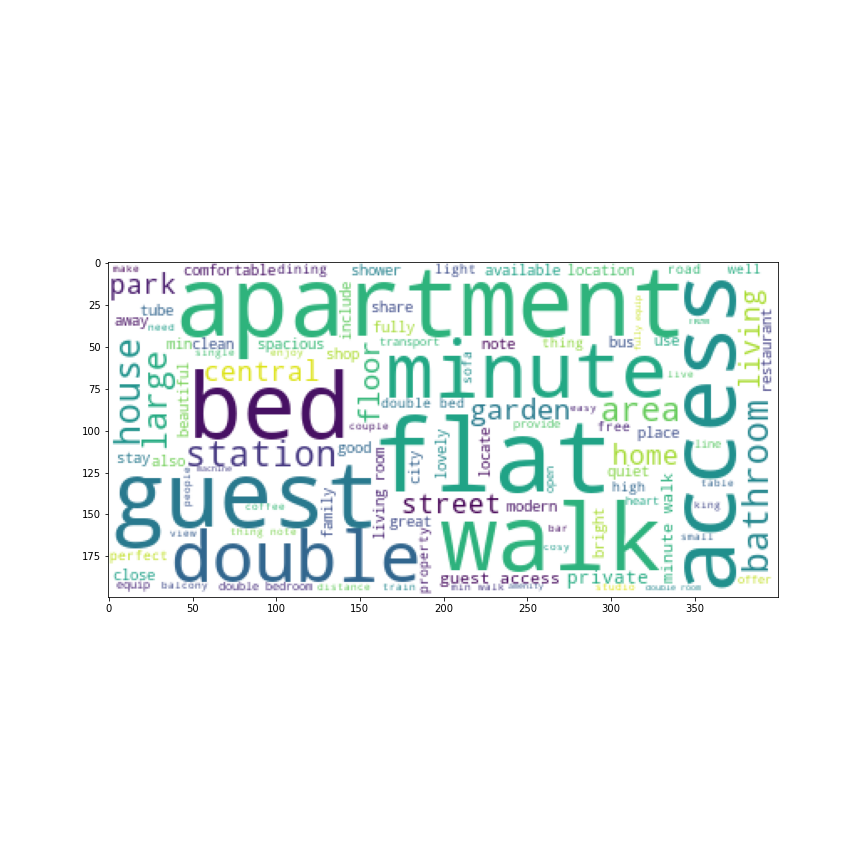 0
25
50
75
100
125
150
175
0 50 100 150 200 250 300 350
make
comfortable
dining
shower
light
available
location
road
well
park
apartment
access
tube
include
share
living
away
need
fully
fully equip
restaurant
min
clean
spacious
shop
transport
note
thing
bus
use
single
enjoy
house
large
beautiful
central
floor
minute
sofa
live
bed
double bed
garden
easy
area
couple
provide
free
place
station
good
flat
city
lovely
locate
home
line
bathroom
stay
also
machine
living room
open
quiet
table
guest
people
coffee
family
street
modern
high
heart
minute walk
king
view
thing note
great
walk
bar
bright
small
perfect
double
property
cosy
close
guest access
private
offer
equip
balcony
double bedroom
distance
train
min walk
amenity
studio
double room